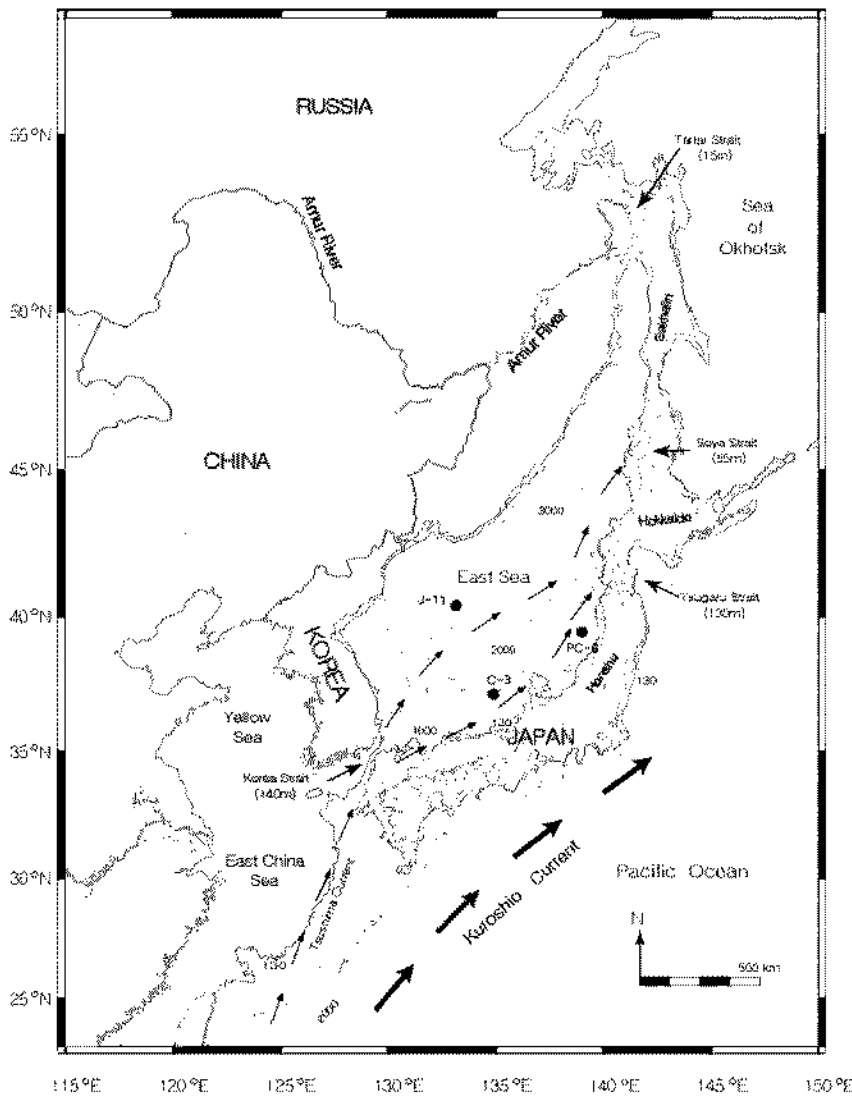 RUSSIA
55 °N
Tartar Strait
(15m)
Sea
of
Okhotsk
Amur River
50 °N
Amur River
Sakhalin
CHINA
45 °N
Soya Strait
3000
Hokkaido
East Sea
40 °N
Tsugaru Strait
(130m)
KOREA
2000
PC-6
C-3
Honshu
130
Yellow
Sea
1000
130
JAPAN
35 °N
Korea Strait
(140m)
East China
Sea
30 °N
Tsushima Current
Kuroshio Current
Pacific Ocean
N
130
500 km
25 °N
2000
115 °E
120 °E
125 °E
130 °E
135 °E
140 °E
145 °E
150 °E